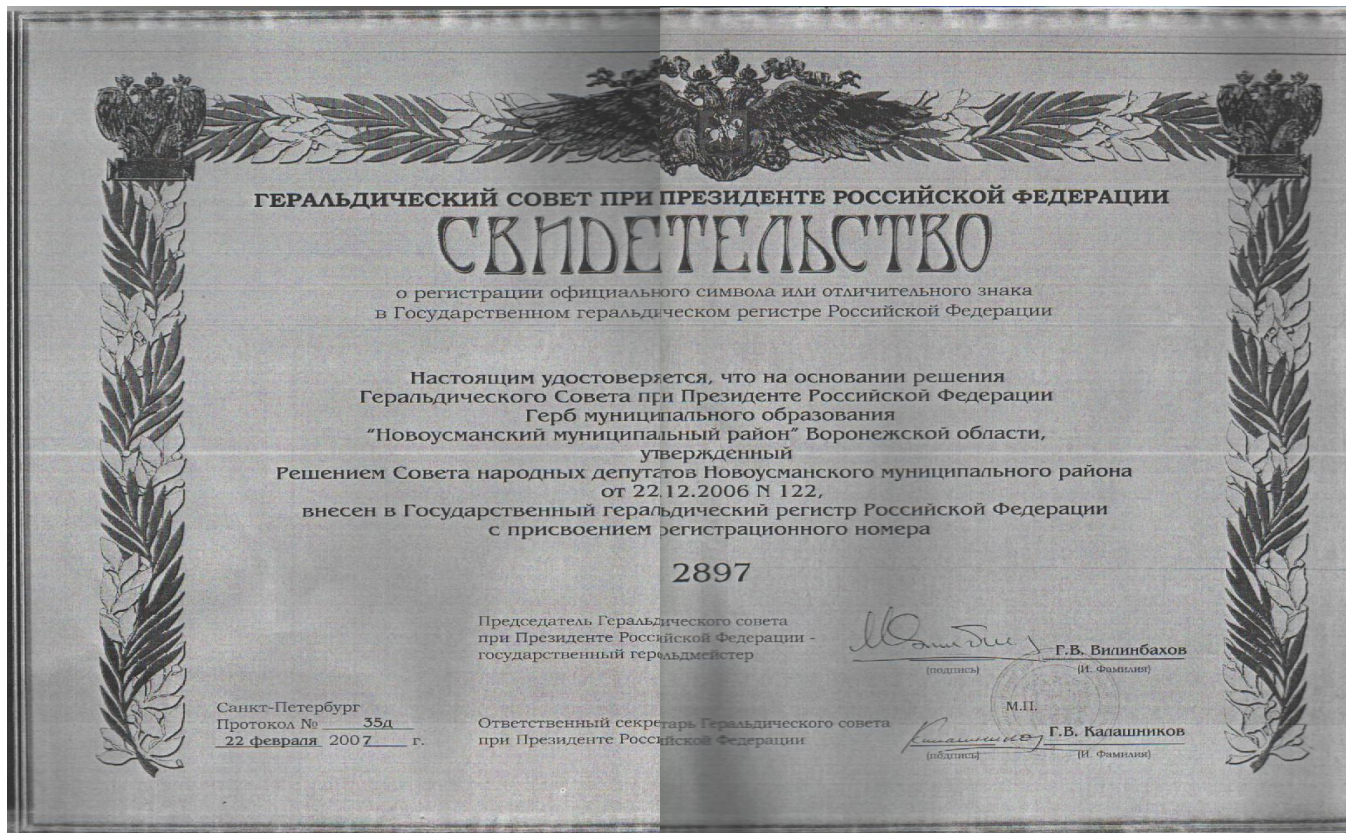 ГЕРАЛЬДИЧЕСКИЙ СОВЕТ ПРИ ПРЕЗИДЕНТЕ РОССИЙСКОЙ ФЕДЕРАЦИИ
СВИДЕТЕЛЬСТВО
о регистрации официального символа или отличительного знака
в Государственном геральдическом регистре Российской Федерации
Настоящим удостоверяется, что на основании решения
Геральдического Совета при Президенте Российской Федерации
Герб муниципального образования
"Новоусманский муниципальный район" Воронежской области,
утвержденный
Решением Совета народных депутатов Новоусманского муниципального района
от 22.12.2006 N 122,
внесен в Государственный геральдический регистр Российской Федерации
с присвоением регистрационного номера
2897
Председатель Геральдического совета
при Президенте Российской Федерации -
государственный герольдмейстер
Г.В. Вилинбахов
(подпись) (И. Фамилия)
М.П.
Санкт-Петербург
Протокол № 35д
22 февраля 2007 г.
Ответственный секретарь Геральдического совета
при Президенте Российской Федерации
Г.В. Калашников
(подпись) (И. Фамилия)